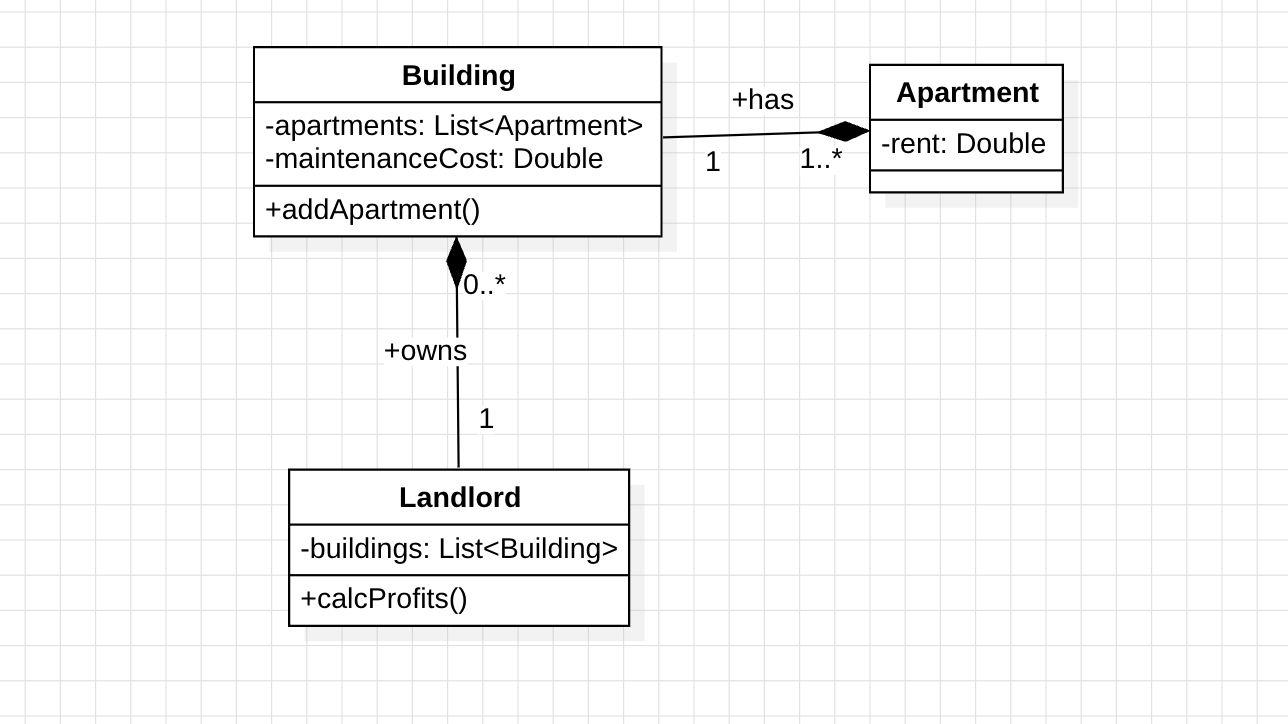 Building
-apartments: List<Apartment>
-maintenanceCost: Double
+addApartment()
+has
1
1..*
Apartment
-rent: Double
0..*
+owns
1
Landlord
-buildings: List<Building>
+calcProfits()